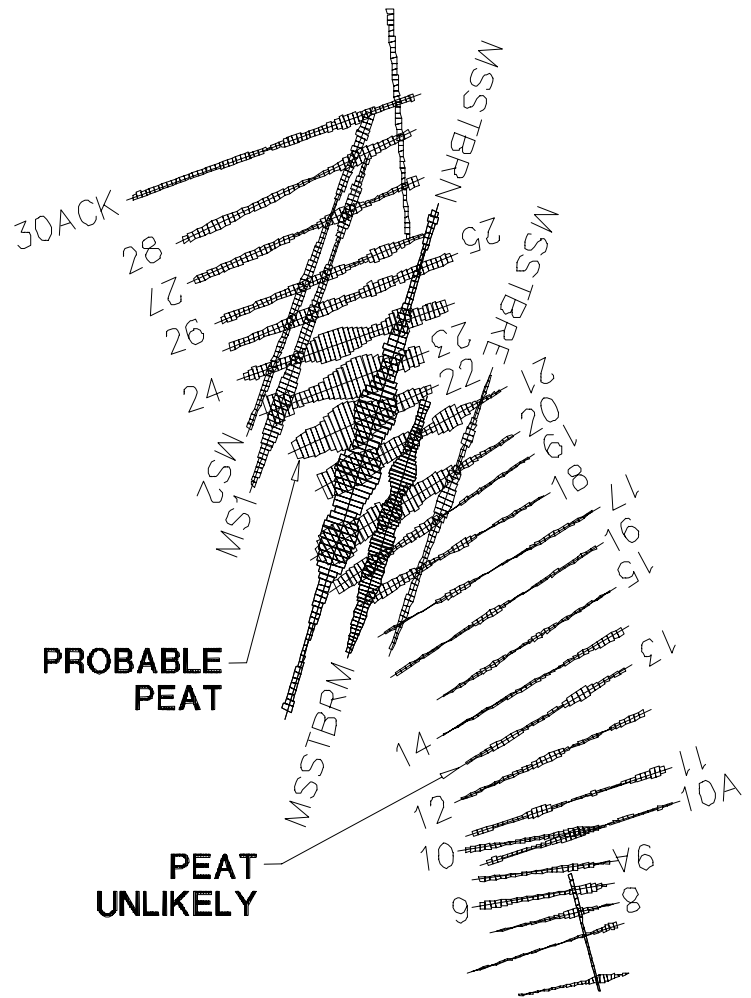 MSSTBRN
30ACK
28
27
25
MSSTBRE
26
23
24
22
21
MS2
20
19
MS1
18
17
16
15
PROBABLE
PEAT
MSSTBRM
13
14
11
12
10A
10
PEAT
UNLIKELY
9A
9
8